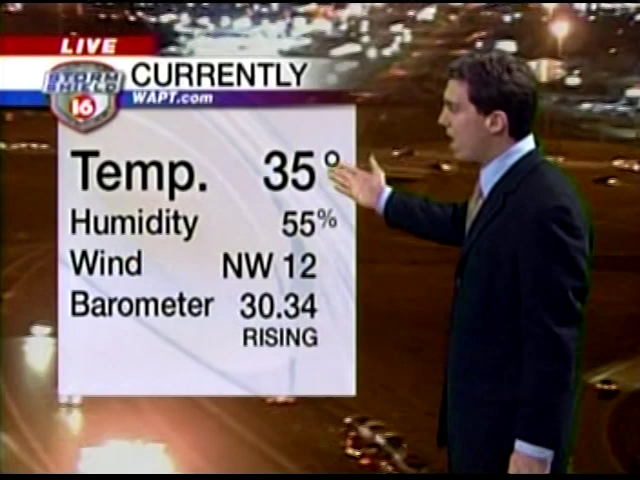 LIVE
CURRENTLY
STORM
SHIELD
16
WAPT.com
Temp. 35°
Humidity 55%
Wind NW 12
Barometer 30.34
RISING